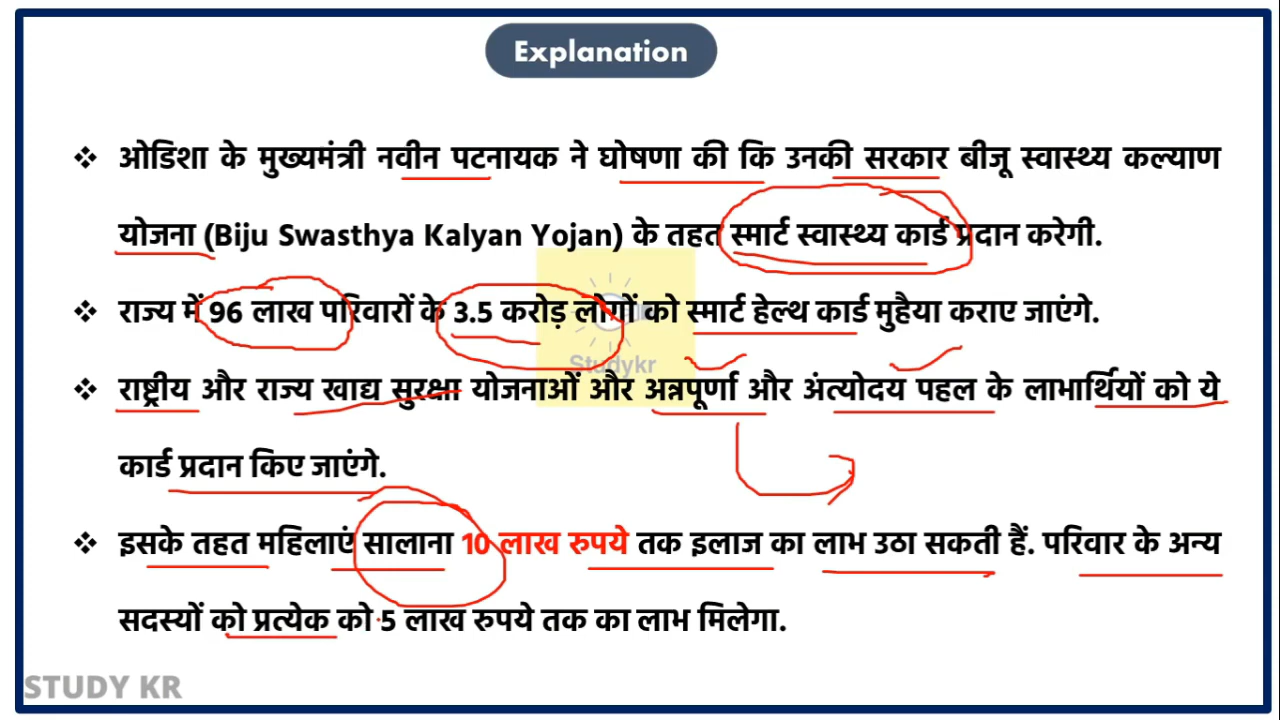 Explanation
❖ ओडिशा के मुख्यमंत्री नवीन पटनायक ने घोषणा की कि उनकी सरकार बीजू स्वास्थ्य कल्याण
योजना (Biju Swasthya Kalyan Yojan) के तहत स्मार्ट स्वास्थ्य कार्ड प्रदान करेगी.
❖ राज्य में 96 लाख परिवारों के 3.5 करोड़ लोगों को स्मार्ट हेल्थ कार्ड मुहैया कराए जाएंगे.
Studykr
❖ राष्ट्रीय और राज्य खाद्य सुरक्षा योजनाओं और अन्नपूर्णा और अंत्योदय पहल के लाभार्थियों को ये
कार्ड प्रदान किए जाएंगे.
❖ इसके तहत महिलाएं सालाना 10 लाख रुपये तक इलाज का लाभ उठा सकती हैं. परिवार के अन्य
सदस्यों को प्रत्येक को 5 लाख रुपये तक का लाभ मिलेगा.
STUDY KR